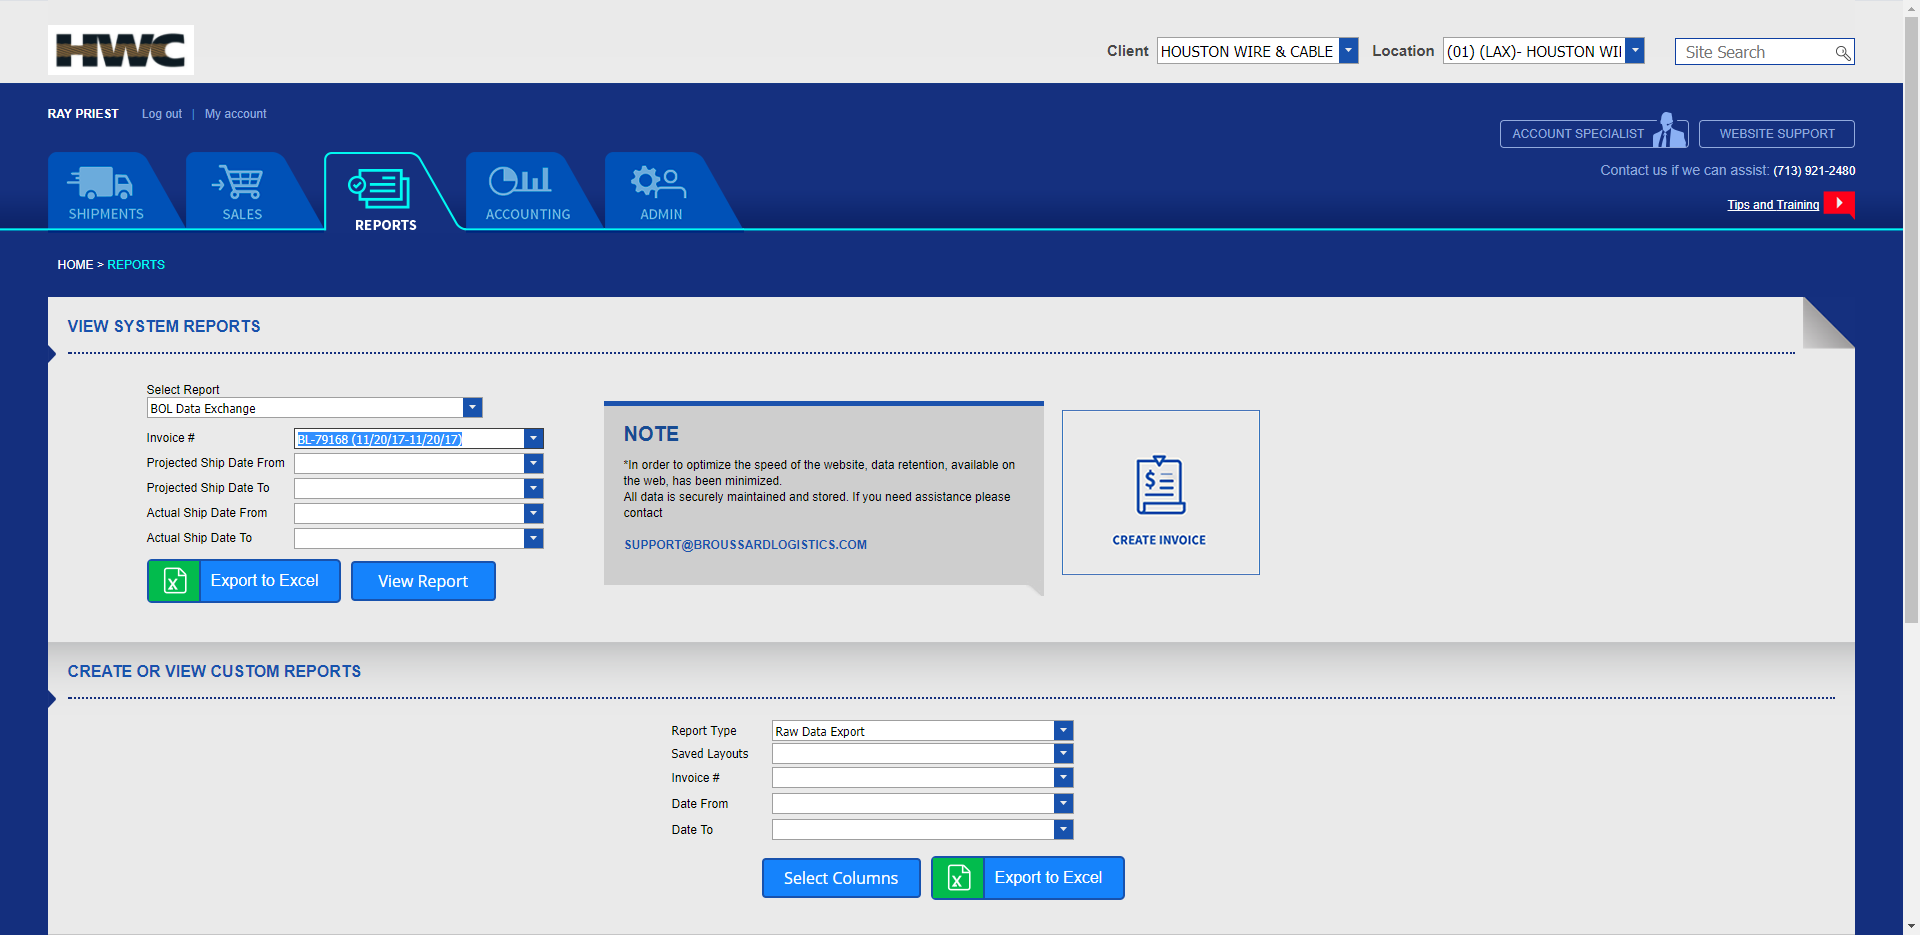 HWC
Client
HOUSTON WIRE & CABLE
Location
(01) (LAX)- HOUSTON WII
Site Search
RAY PRIEST
Log out | My account
ACCOUNT SPECIALIST
WEBSITE SUPPORT
Contact us if we can assist: (713) 921-2480
Tips and Training
SHIPMENTS
SALES
REPORTS
ACCOUNTING
ADMIN
HOME > REPORTS
VIEW SYSTEM REPORTS
Select Report
BOL Data Exchange
Invoice #
BL-79168 (11/20/17-11/20/17)
Projected Ship Date From
Projected Ship Date To
Actual Ship Date From
Actual Ship Date To
Export to Excel
View Report
NOTE
*In order to optimize the speed of the website, data retention, available on
the web, has been minimized.
All data is securely maintained and stored. If you need assistance please
contact
SUPPORT@BROUSSARDLOGISTICS.COM
CREATE INVOICE
CREATE OR VIEW CUSTOM REPORTS
Report Type
Raw Data Export
Saved Layouts
Invoice #
Date From
Date To
Select Columns
Export to Excel